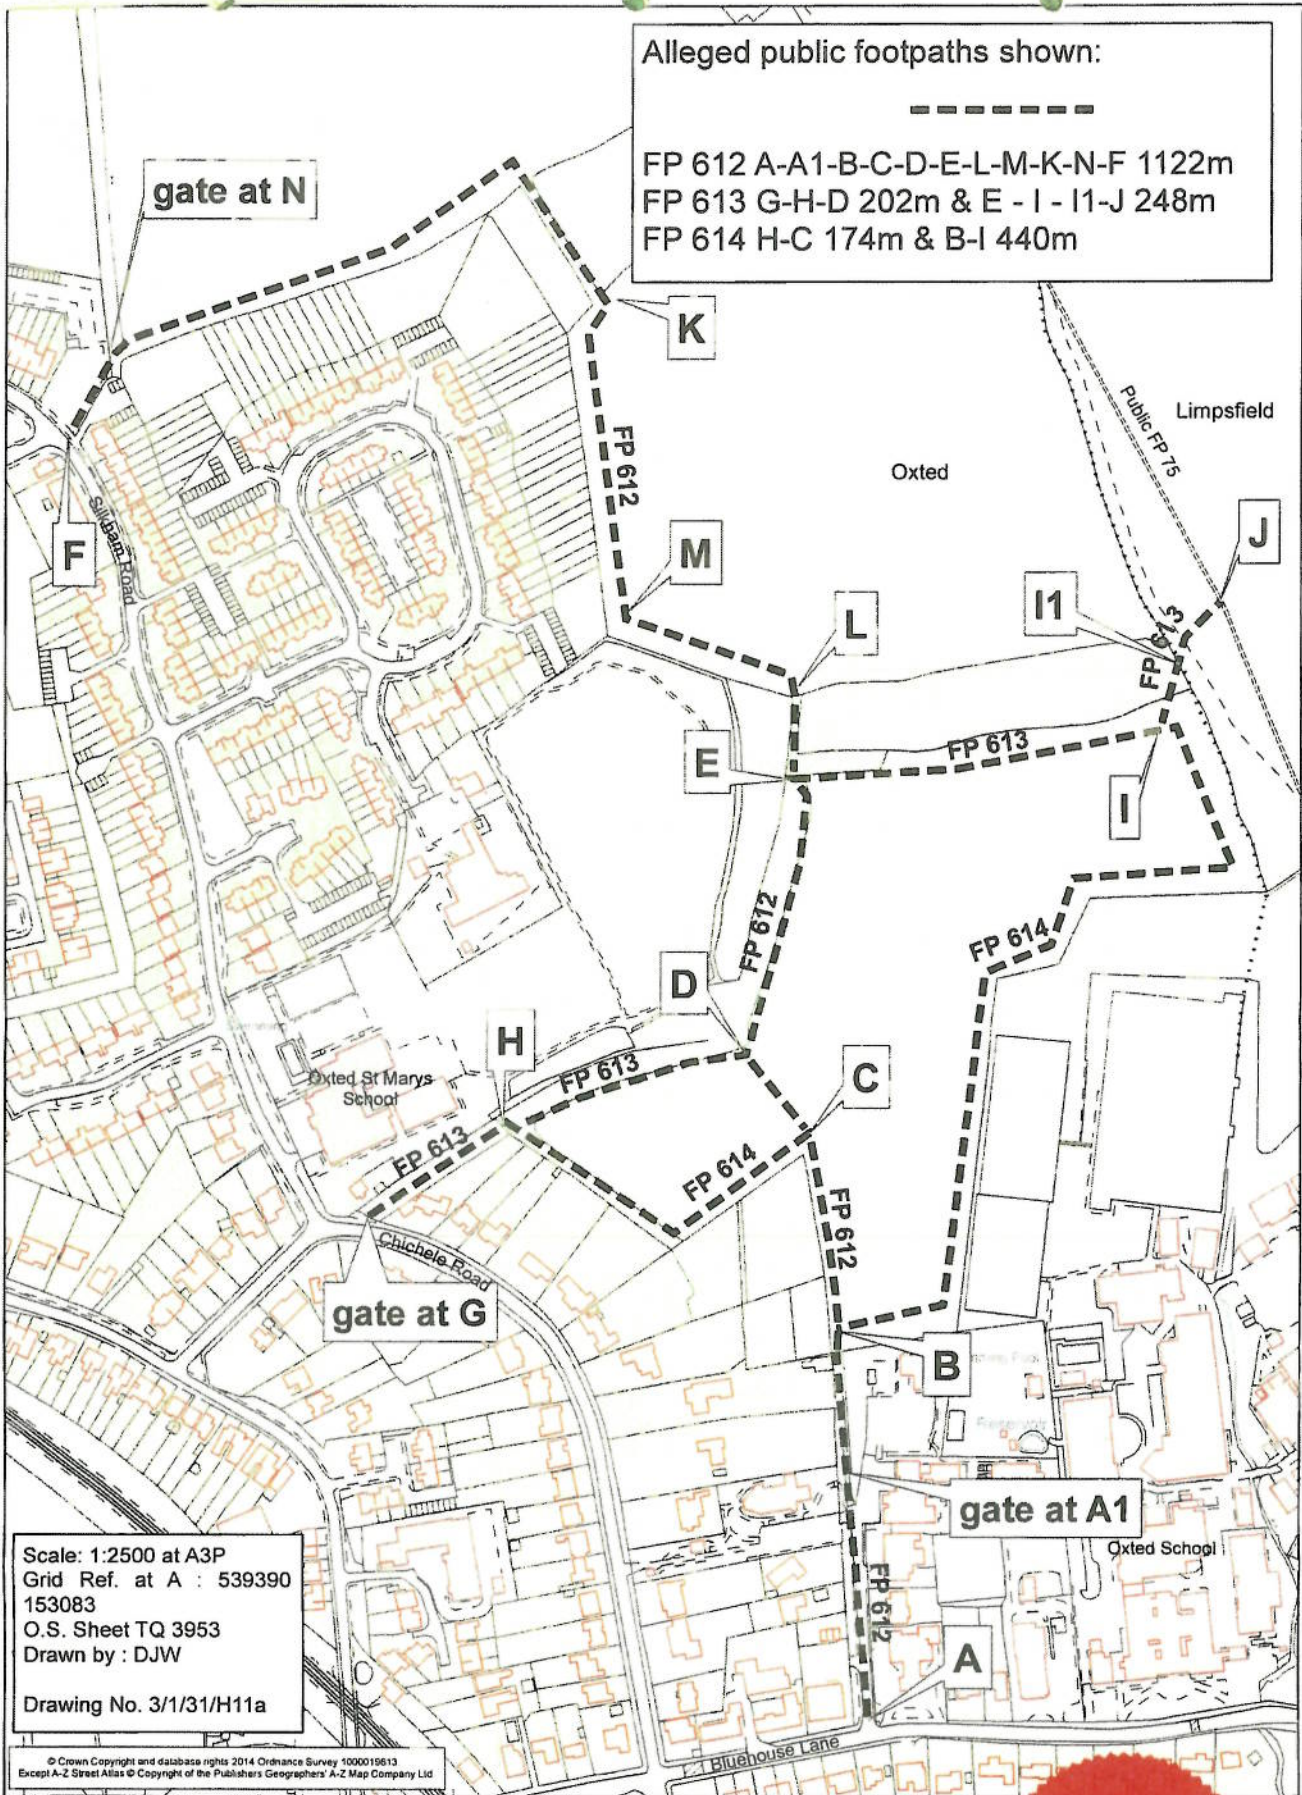 Alleged public footpaths shown:
FP 612 A-A1-B-C-D-E-L-M-K-N-F 1122m
FP 613 G-H-D 202m & E - I - I1-J 248m
FP 614 H-C 174m & B-I 440m
gate at N
K
Public FP 75
Limpsfield
FP 612
Oxted
F
Silkham Road
M
J
L
I1
FP 613
E
FP 613
I
FP 612
FP 614
D
H
C
FP 613
Oxted St Marys
School
FP 613
FP 614
FP 612
Chichele Road
gate at G
B
gate at A1
Oxted School
FP 612
A
Scale: 1:2500 at A3P
Grid Ref. at A : 539390
153083
O.S. Sheet TQ 3953
Drawn by : DJW
Drawing No. 3/1/31/H11a
Bluehouse Lane
© Crown Copyright and database rights 2014 Ordnance Survey 1000019613
Except A-Z Street Atlas © Copyright of the Publishers Geographers' A-Z Map Company Ltd